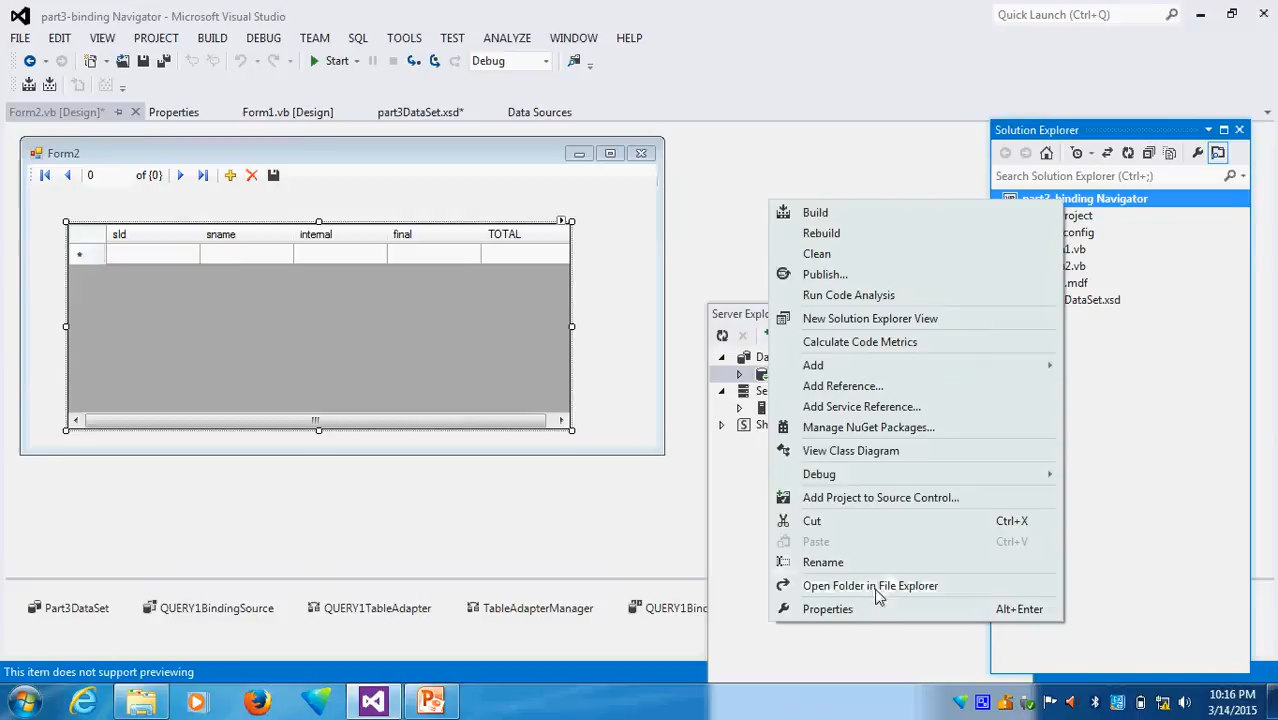 part3-binding Navigator - Microsoft Visual Studio
Quick Launch (Ctrl+Q)
FILE EDIT VIEW PROJECT BUILD DEBUG TEAM SQL TOOLS TEST ANALYZE WINDOW HELP
Start Debug
Form2.vb [Design]* Properties Form1.vb [Design] part3DataSet.xsd* Data Sources
Form2
0 of {0}
sId sname internal final TOTAL
Solution Explorer
Search Solution Explorer (Ctrl+;)
part3-binding Navigator
.mdf
DataSet.xsd
Build
Rebuild
Clean
Publish...
Run Code Analysis
New Solution Explorer View
Calculate Code Metrics
Add
Add Reference...
Add Service Reference...
Manage NuGet Packages...
View Class Diagram
Debug
Add Project to Source Control...
Cut Ctrl+X
Paste Ctrl+V
Rename
Open Folder in File Explorer
Properties Alt+Enter
Server Explo
Da
Se
Sh
Part3DataSet QUERY1BindingSource QUERY1TableAdapter TableAdapterManager QUERY1Bind
This item does not support previewing
10:16 PM
3/14/2015